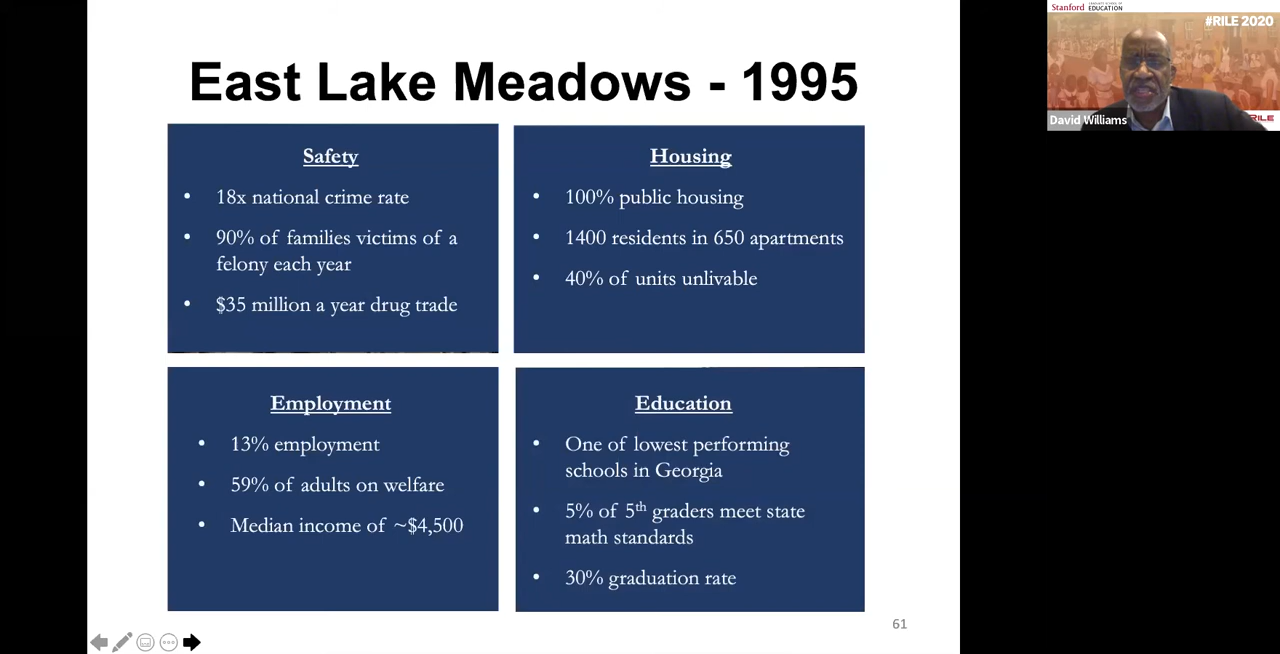 East Lake Meadows - 1995
Safety
• 18x national crime rate
• 90% of families victims of a
felony each year
• $35 million a year drug trade
Housing
• 100% public housing
• 1400 residents in 650 apartments
• 40% of units unlivable
Employment
• 13% employment
• 59% of adults on welfare
• Median income of ~$4,500
Education
• One of lowest performing
schools in Georgia
• 5% of 5th graders meet state
math standards
• 30% graduation rate
61
Stanford
EDUCATION
#RILE 2020
David Williams
RILE